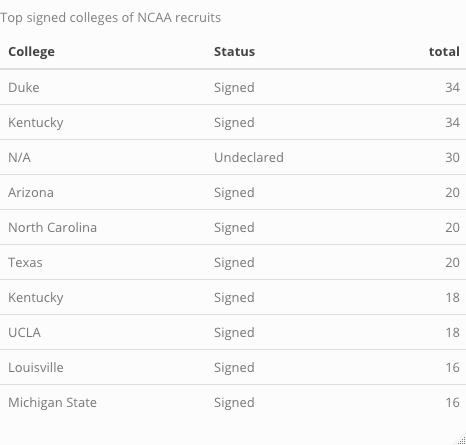 Top signed colleges of NCAA recruits
College Status total
Duke Signed 34
Kentucky Signed 34
N/A Undeclared 30
Arizona Signed 20
North Carolina Signed 20
Texas Signed 20
Kentucky Signed 18
UCLA Signed 18
Louisville Signed 16
Michigan State Signed 16